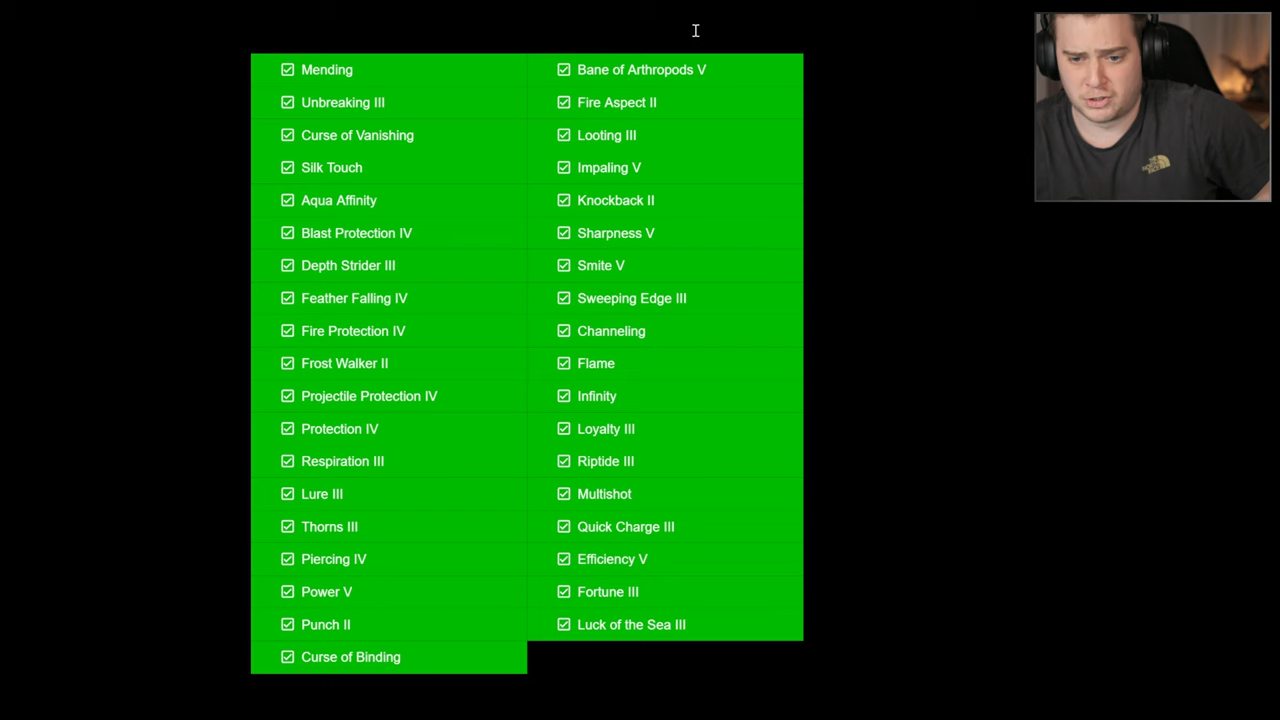 Mending
Unbreaking III
Curse of Vanishing
Silk Touch
Aqua Affinity
Blast Protection IV
Depth Strider III
Feather Falling IV
Fire Protection IV
Frost Walker II
Projectile Protection IV
Protection IV
Respiration III
Lure III
Thorns III
Piercing IV
Power V
Punch II
Curse of Binding
Bane of Arthropods V
Fire Aspect II
Looting III
Impaling V
Knockback II
Sharpness V
Smite V
Sweeping Edge III
Channeling
Flame
Infinity
Loyalty III
Riptide III
Multishot
Quick Charge III
Efficiency V
Fortune III
Luck of the Sea III
THE
NORTH
FACE